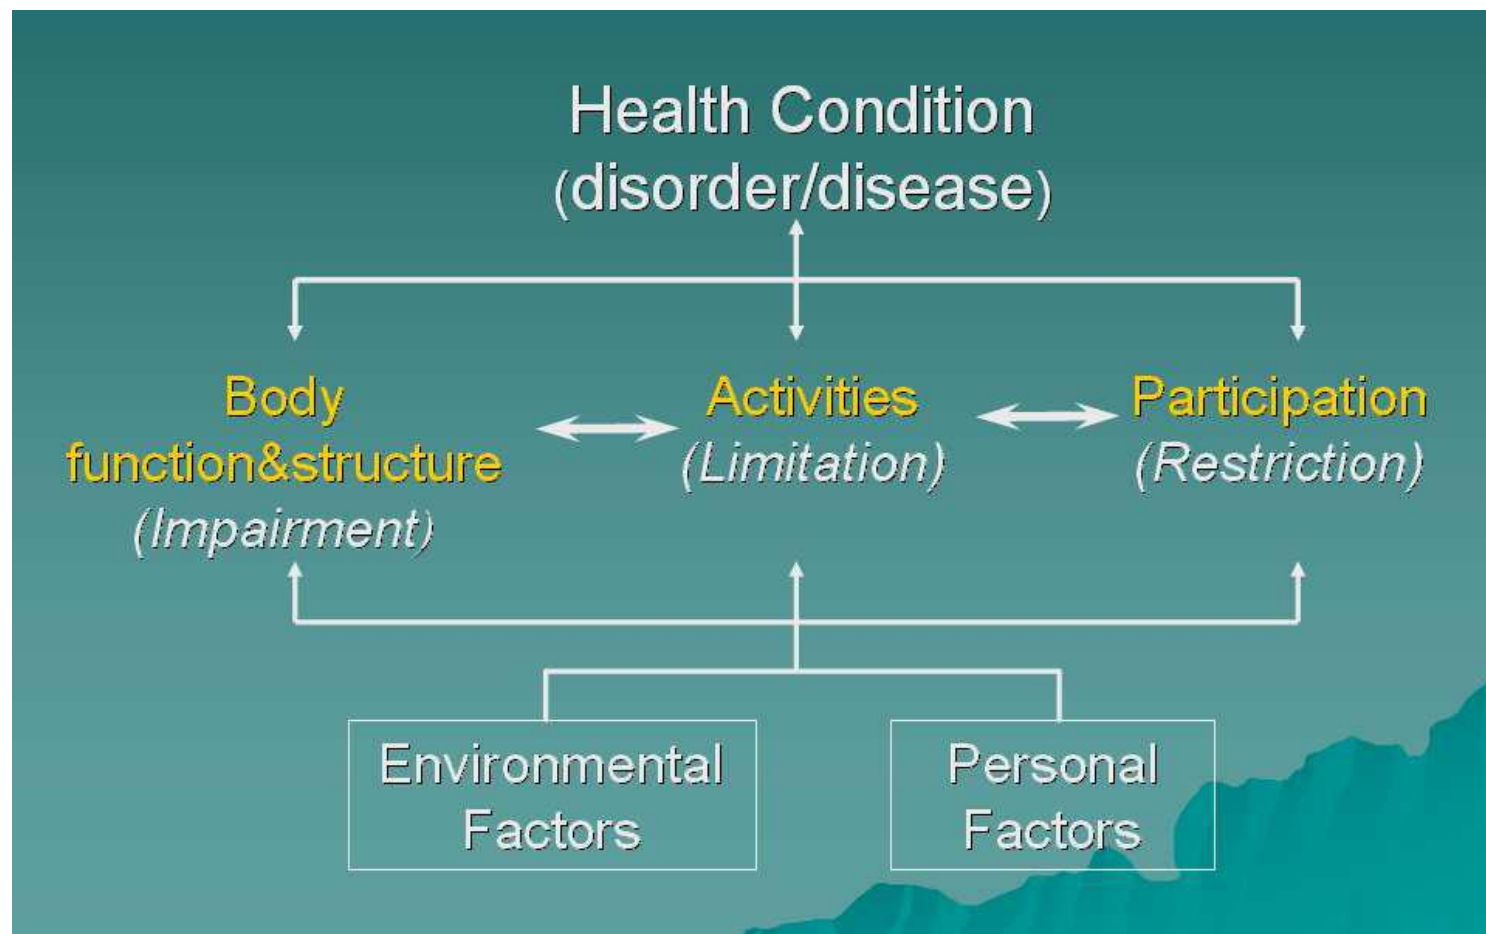 Health Condition
(disorder/disease)
Body
function&structure
(Impairment)
Activities
(Limitation)
Participation
(Restriction)
Environmental
Factors
Personal
Factors